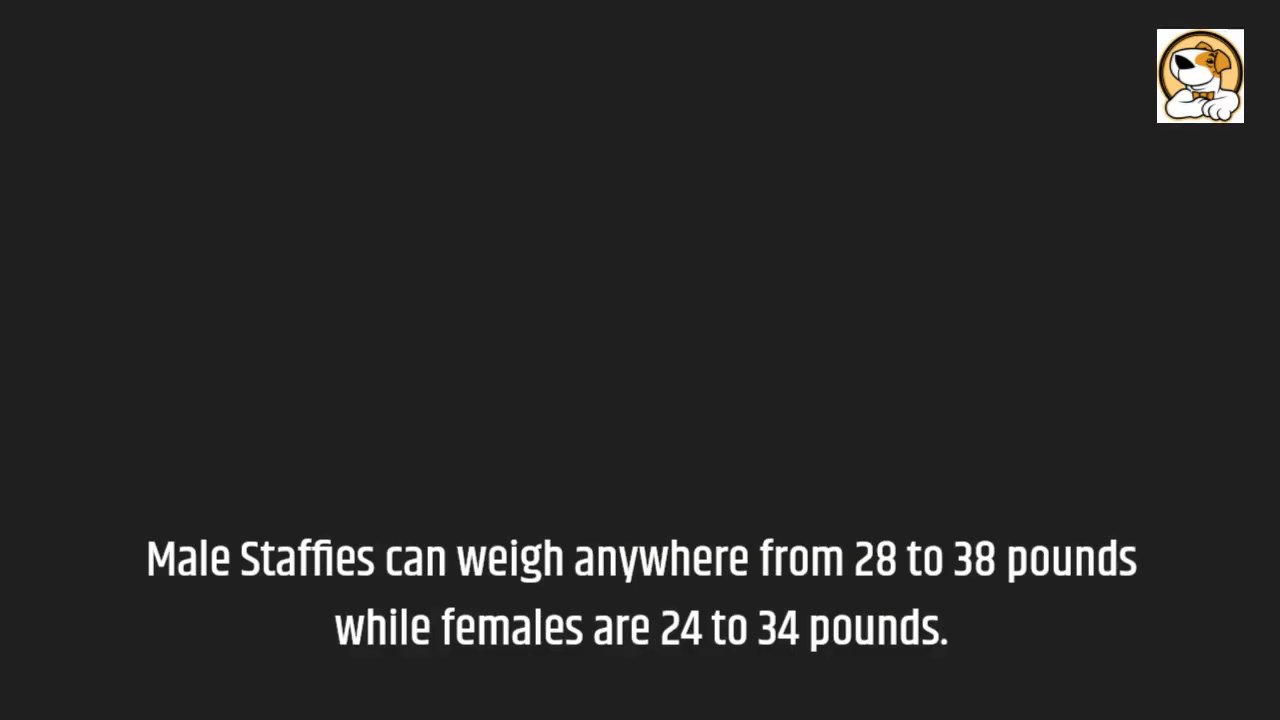 Male Staffies can weigh anywhere from 28 to 38 pounds
while females are 24 to 34 pounds.